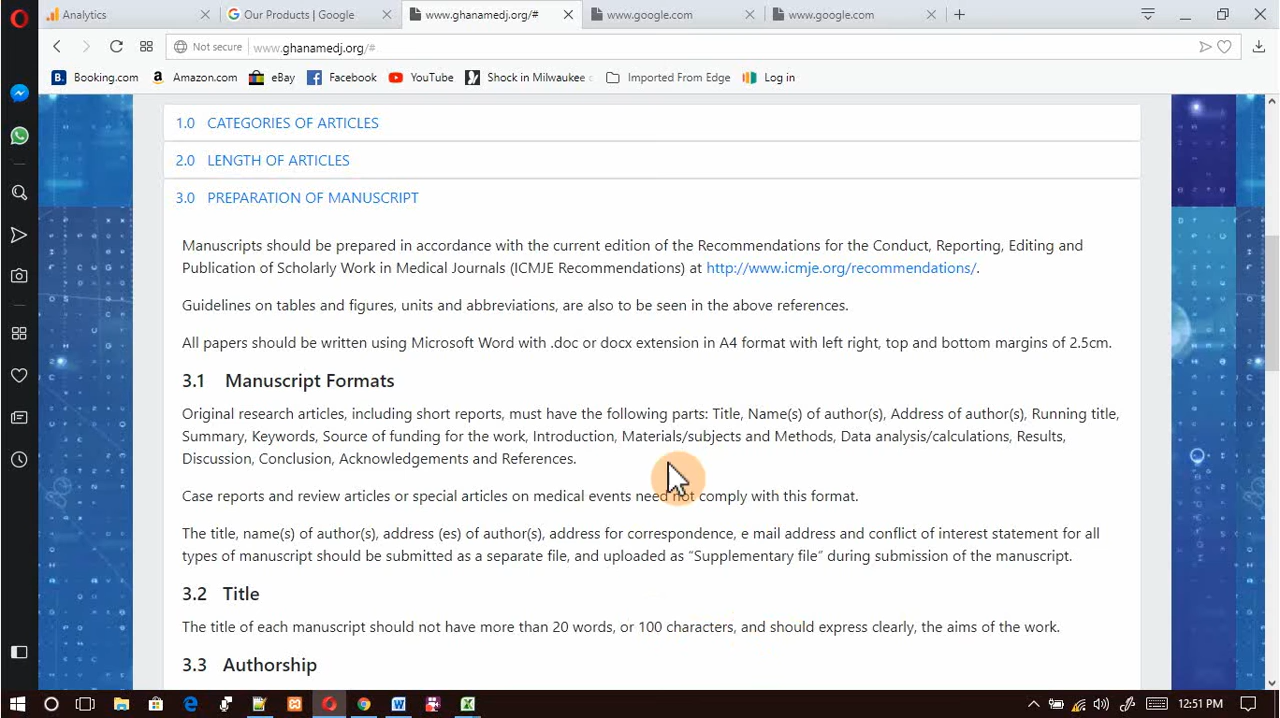 Analytics
Our Products | Google
www.ghanamedj.org/#
www.google.com
www.google.com
Not secure
www.ghanamedj.org/#
Booking.com
Amazon.com
eBay
Facebook
YouTube
Shock in Milwaukee
Imported From Edge
Log in
1.0 CATEGORIES OF ARTICLES
2.0 LENGTH OF ARTICLES
3.0 PREPARATION OF MANUSCRIPT
Manuscripts should be prepared in accordance with the current edition of the Recommendations for the Conduct, Reporting, Editing and
Publication of Scholarly Work in Medical Journals (ICMJE Recommendations) at http://www.icmje.org/recommendations/.
Guidelines on tables and figures, units and abbreviations, are also to be seen in the above references.
All papers should be written using Microsoft Word with .doc or docx extension in A4 format with left right, top and bottom margins of 2.5cm.
3.1 Manuscript Formats
Original research articles, including short reports, must have the following parts: Title, Name(s) of author(s), Address of author(s), Running title,
Summary, Keywords, Source of funding for the work, Introduction, Materials/subjects and Methods, Data analysis/calculations, Results,
Discussion, Conclusion, Acknowledgements and References.
Case reports and review articles or special articles on medical events need not comply with this format.
The title, name(s) of author(s), address (es) of author(s), address for correspondence, e mail address and conflict of interest statement for all
types of manuscript should be submitted as a separate file, and uploaded as “Supplementary file” during submission of the manuscript.
3.2 Title
The title of each manuscript should not have more than 20 words, or 100 characters, and should express clearly, the aims of the work.
3.3 Authorship
12:51 PM